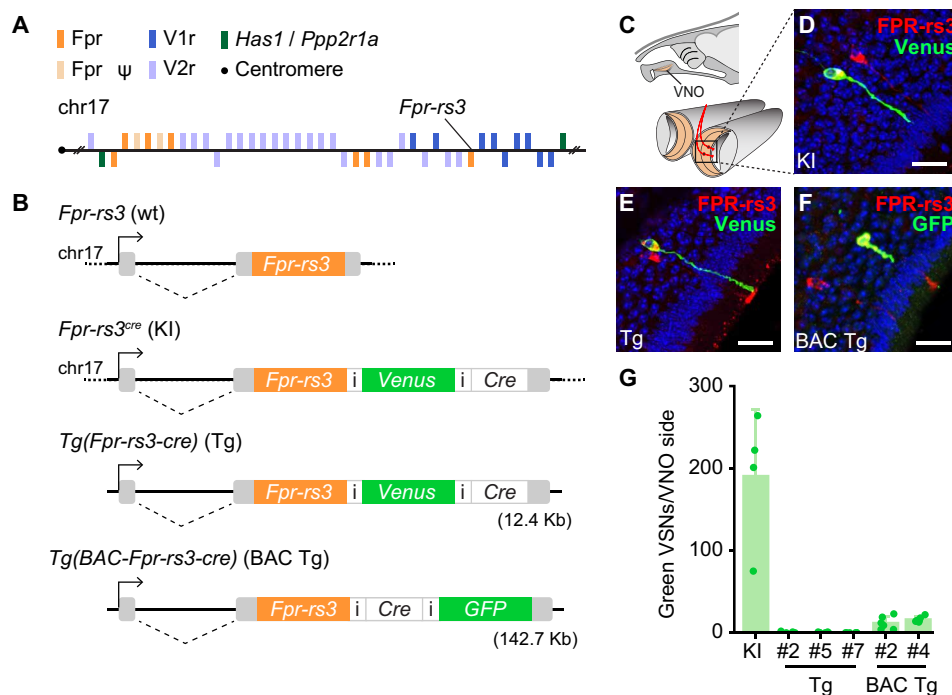 A
Fpr
V1r
Has1 / Ppp2r1a
Fpr ψ
V2r
Centromere
chr17
Fpr-rs3
B
Fpr-rs3 (wt)
chr17
Fpr-rs3
Fpr-rs3cre (KI)
chr17
Fpr-rs3 i Venus i Cre
Tg(Fpr-rs3-cre) (Tg)
Fpr-rs3 i Venus i Cre
(12.4 Kb)
Tg(BAC-Fpr-rs3-cre) (BAC Tg)
Fpr-rs3 i Cre i GFP
(142.7 Kb)
C
VNO
D
FPR-rs3
Venus
KI
E
FPR-rs3
Venus
Tg
F
FPR-rs3
GFP
BAC Tg
G
Green VSNs/VNO side
300
200
100
0
KI #2 #5 #7 #2 #4
Tg BAC Tg